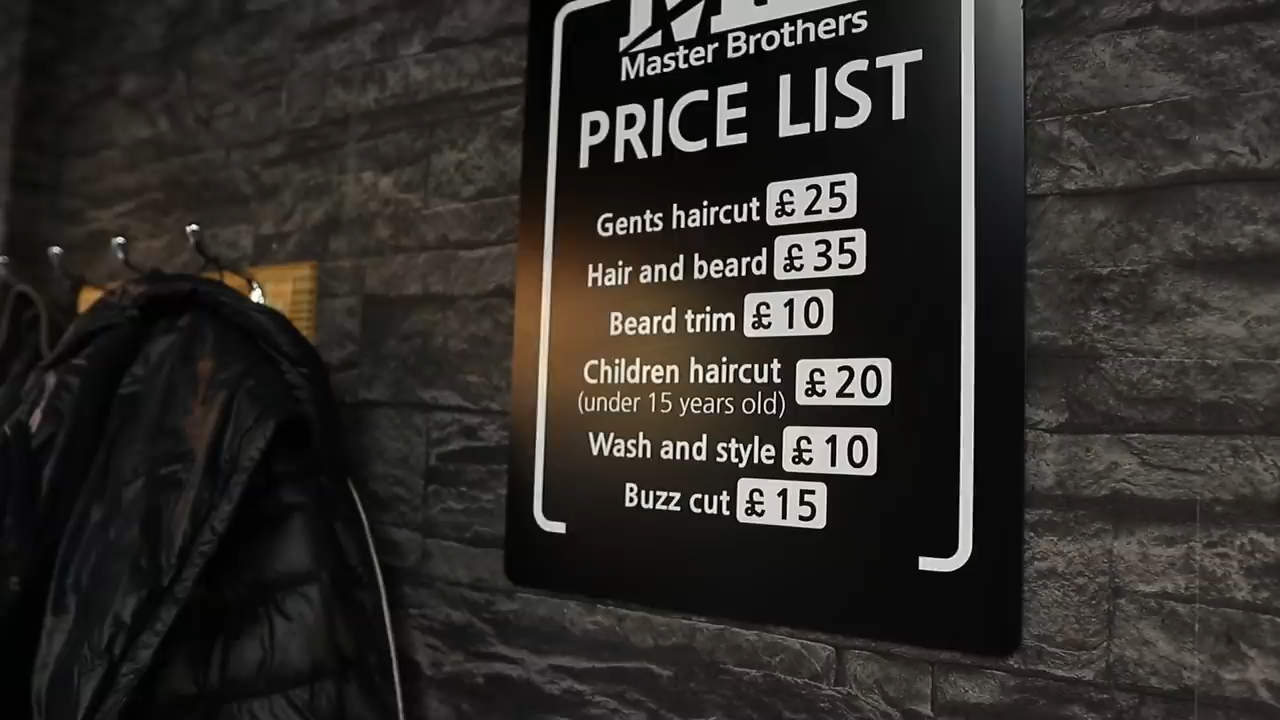 Master Brothers
PRICE LIST
Gents haircut £25
Hair and beard £35
Beard trim £10
Children haircut £20
(under 15 years old)
Wash and style £10
Buzz cut £15